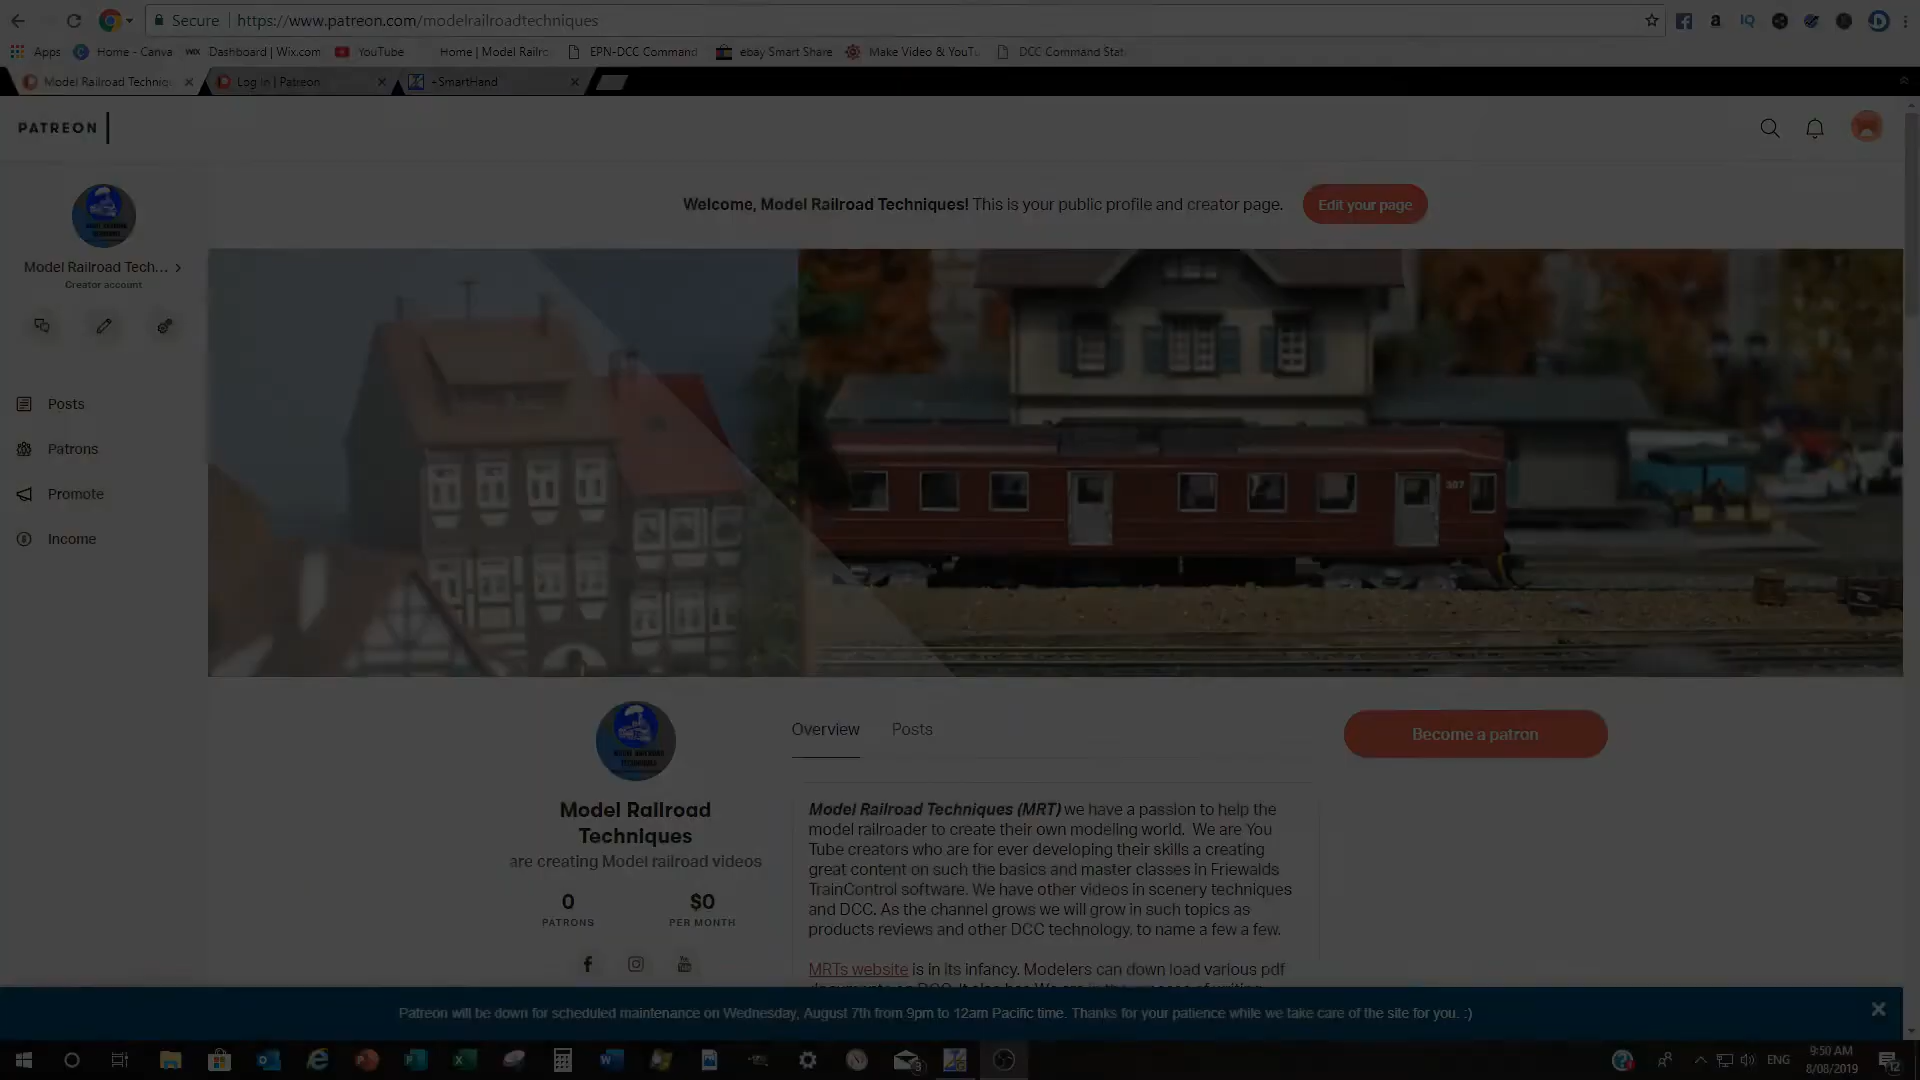 Secure | https://www.patreon.com/modelrailroadtechniques
Apps Home - Canva Dashboard | Wix.com YouTube Home | Model Railro EPN-DCC Command ebay Smart Share Make Video & YouTu DCC Command Stat
Model Railroad Techniq Log In | Patreon +SmartHand
PATREON
Welcome, Model Railroad Techniques! This is your public profile and creator page. Edit your page
Model Railroad Tech...
Creator account
Posts
Patrons
Promote
Income
307
Overview Posts
Become a patron
Model Railroad
Techniques
are creating Model railroad videos
0 $0
PATRONS PER MONTH
Model Railroad Techniques (MRT) we have a passion to help the
model railroader to create their own modeling world. We are You
Tube creators who are for ever developing their skills a creating
great content on such the basics and master classes in Friewalds
TrainControl software. We have other videos in scenery techniques
and DCC. As the channel grows we will grow in such topics as
products reviews and other DCC technology, to name a few a few.
MRTs website is in its infancy. Modelers can down load various pdf
Patreon will be down for scheduled maintenance on Wednesday, August 7th from 9pm to 12am Pacific time. Thanks for your patience while we take care of the site for you. :)
ENG
9:50 AM
8/08/2019